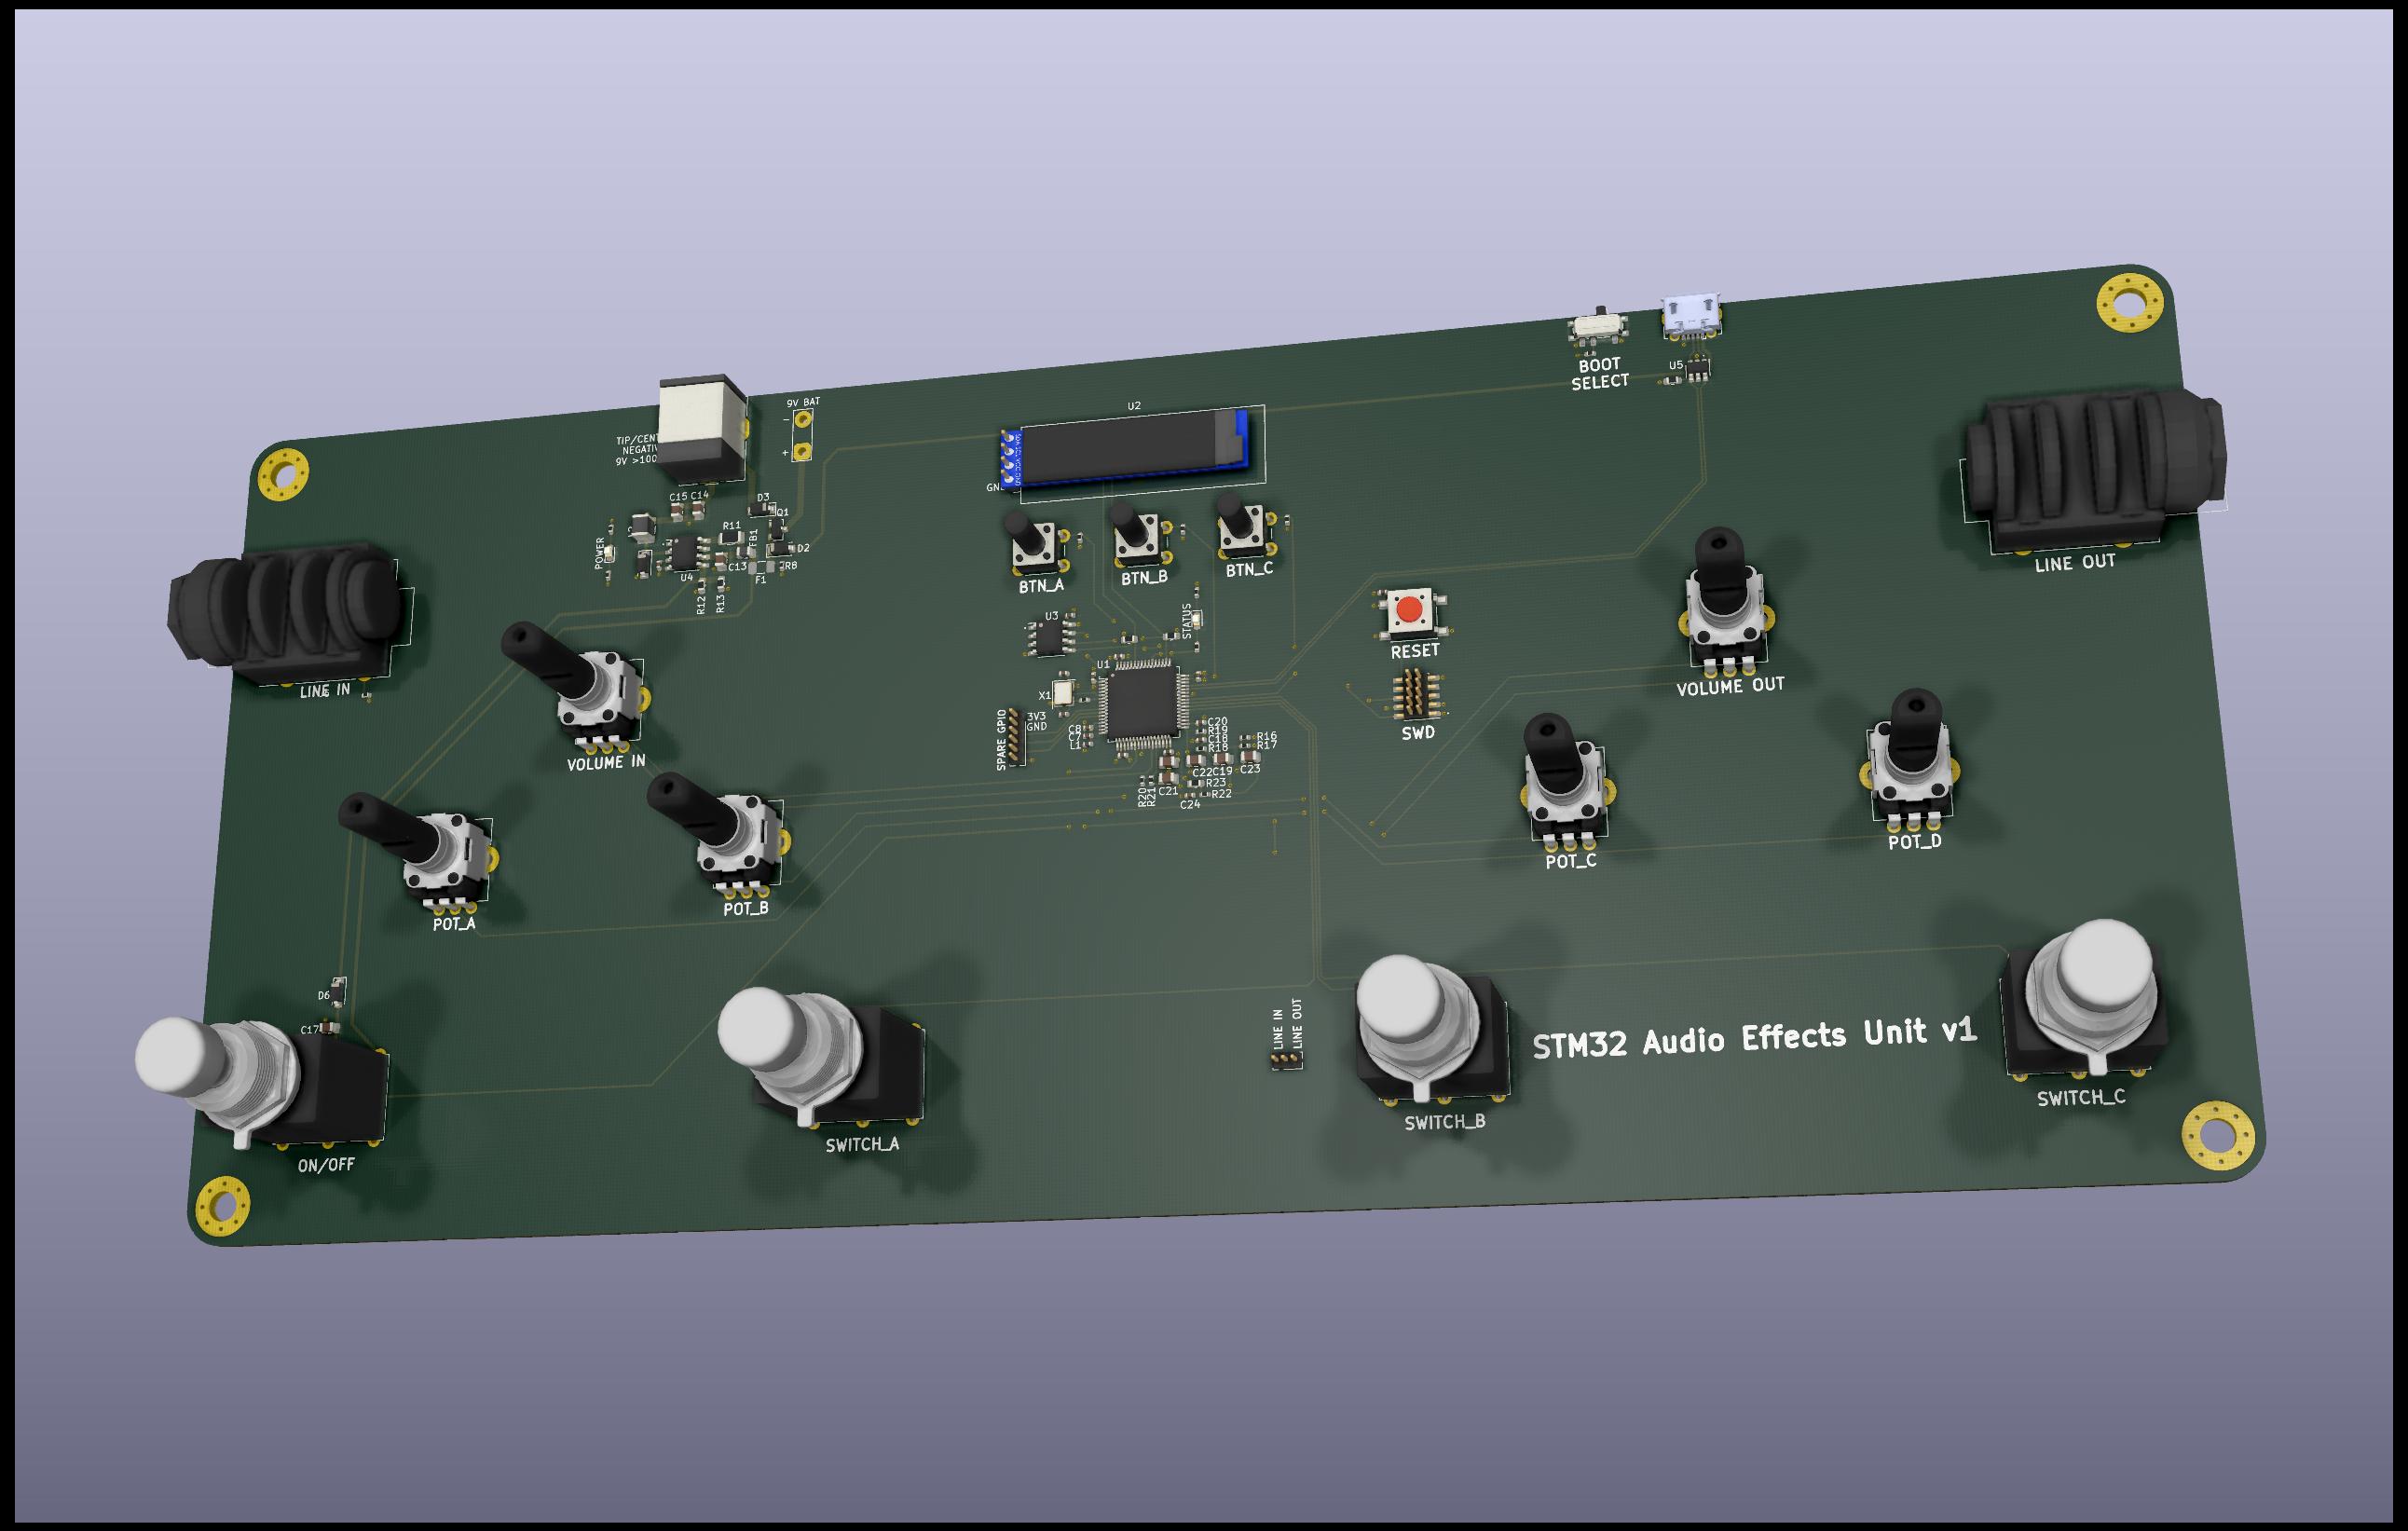 BOOT
SELECT
U5
9V BAT
-
+
U2
TIP/CENT
NEGATIV
9V >100
GN
C15
C14
D3
Q1
R11
FB1
D2
POWER
U4
C13
F1
R8
R12
R13
BTN_A
BTN_B
BTN_C
LINE OUT
LINE IN
U3
STATUS
RESET
U1
X1
VOLUME OUT
SPARE GPIO
3V3
GND
C8
C7
L1
C20
R19
C18
R18
R16
R17
SWD
VOLUME IN
C22
C19
C23
R20
R21
C21
R23
R22
C24
POT_C
POT_D
POT_A
POT_B
D6
C17
LINE IN
LINE OUT
STM32 Audio Effects Unit v1
ON/OFF
SWITCH_A
SWITCH_B
SWITCH_C